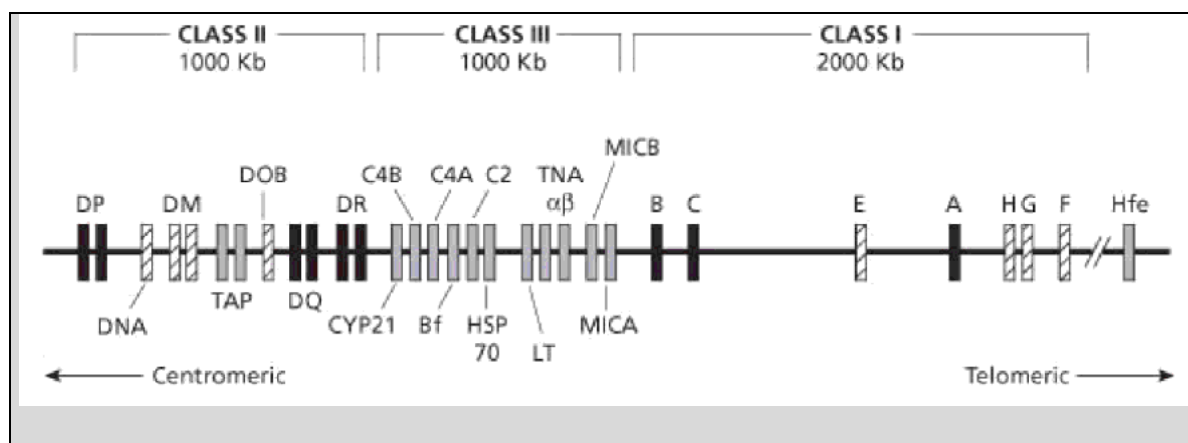 CLASS II CLASS III CLASS I
1000 Kb 1000 Kb 2000 Kb
MICB
DOB C4B C4A C2 TNA
αβ
DP DM DR B C E A H G F Hfe
TAP DQ
DNA CYP21 Bf HSP MICA
70 LT
Centromeric Telomeric